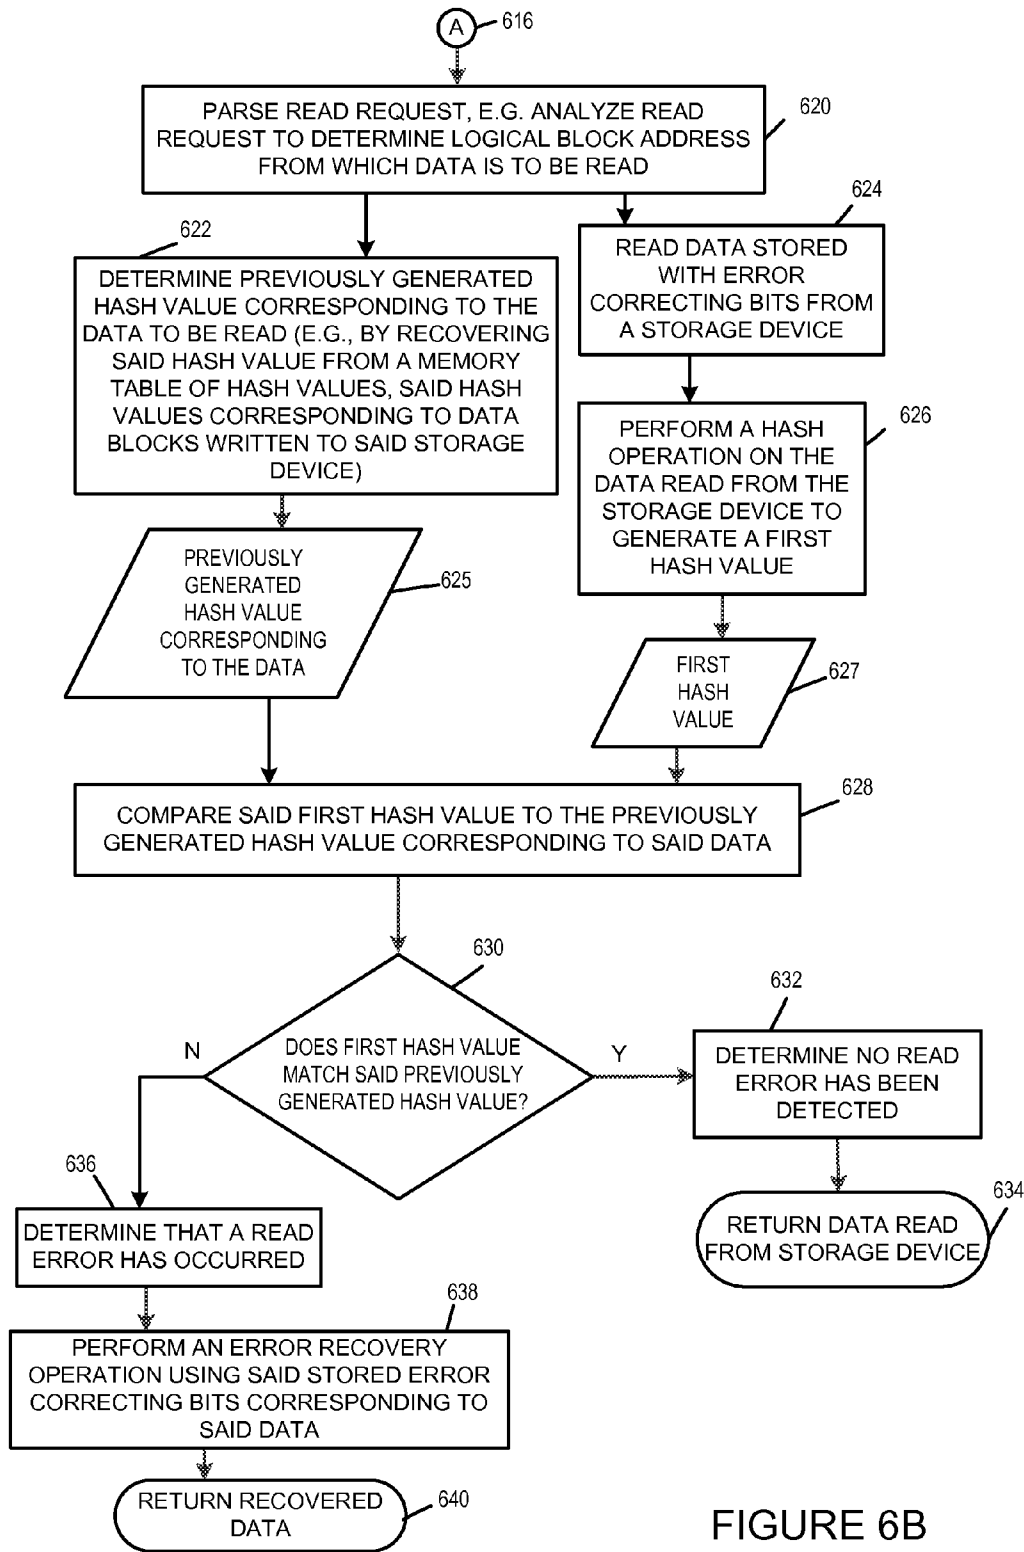 A
616
PARSE READ REQUEST, E.G. ANALYZE READ
REQUEST TO DETERMINE LOGICAL BLOCK ADDRESS
FROM WHICH DATA IS TO BE READ
620
622
DETERMINE PREVIOUSLY GENERATED
HASH VALUE CORRESPONDING TO THE
DATA TO BE READ (E.G., BY RECOVERING
SAID HASH VALUE FROM A MEMORY
TABLE OF HASH VALUES, SAID HASH
VALUES CORRESPONDING TO DATA
BLOCKS WRITTEN TO SAID STORAGE
DEVICE)
624
READ DATA STORED
WITH ERROR
CORRECTING BITS FROM
A STORAGE DEVICE
626
PERFORM A HASH
OPERATION ON THE
DATA READ FROM THE
STORAGE DEVICE TO
GENERATE A FIRST
HASH VALUE
PREVIOUSLY
GENERATED
HASH VALUE
CORRESPONDING
TO THE DATA
625
FIRST
HASH
VALUE
627
COMPARE SAID FIRST HASH VALUE TO THE PREVIOUSLY
GENERATED HASH VALUE CORRESPONDING TO SAID DATA
628
630
DOES FIRST HASH VALUE
MATCH SAID PREVIOUSLY
GENERATED HASH VALUE?
N
Y
632
DETERMINE NO READ
ERROR HAS BEEN
DETECTED
RETURN DATA READ
FROM STORAGE DEVICE
634
636
DETERMINE THAT A READ
ERROR HAS OCCURRED
638
PERFORM AN ERROR RECOVERY
OPERATION USING SAID STORED ERROR
CORRECTING BITS CORRESPONDING TO
SAID DATA
RETURN RECOVERED
DATA
640
FIGURE 6B